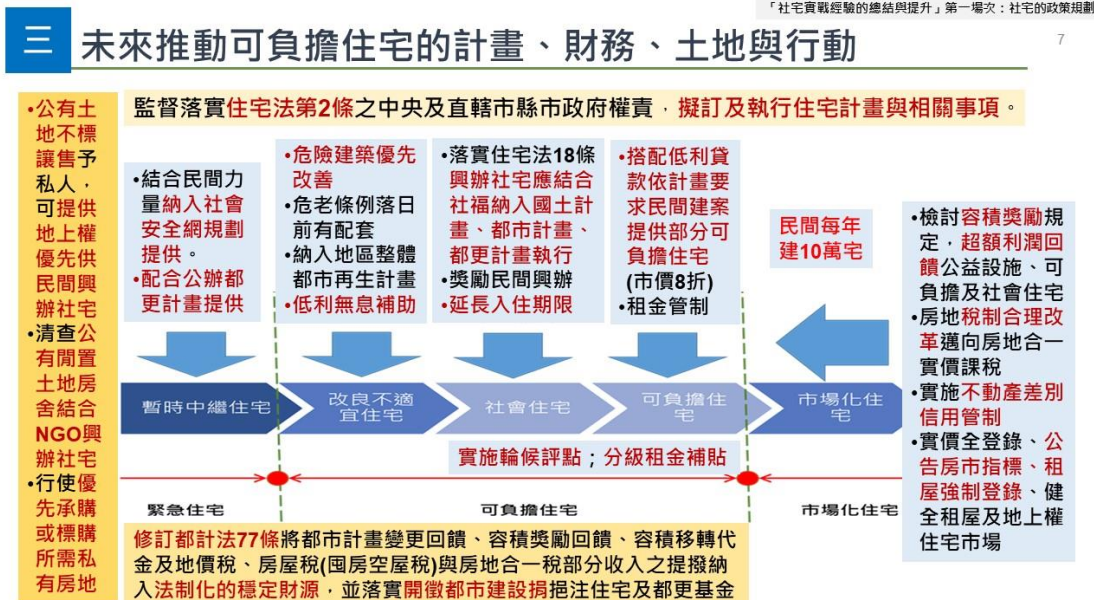 「社宅實戰經驗的總結與提升」第一場次：社宅的政策規劃
三
未來推動可負擔住宅的計畫、財務、土地與行動
7
•公有土
地不標
讓售予
私人，
可提供
地上權
優先供
民間興
辦社宅
•清查公
有閒置
土地房
舍結合
NGO興
辦社宅
•行使優
先承購
或標購
所需私
有房地
監督落實住宅法第2條之中央及直轄市縣市政府權責，擬訂及執行住宅計畫與相關事項。
•結合民間力
量納入社會
安全網規劃
提供。
•配合公辦都
更計畫提供
•危險建築優先
改善
•危老條例落日
前有配套
•納入地區整體
都市再生計畫
•低利無息補助
•落實住宅法18條
興辦社宅應結合
社福納入國土計
畫、都市計畫、
都更計畫執行
•獎勵民間興辦
•延長入住期限
•搭配低利貸
款依計畫要
求民間建案
提供部分可
負擔住宅
(市價8折)
•租金管制
民間每年
建10萬宅
•檢討容積獎勵規
定，超額利潤回
饋公益設施、可
負擔及社會住宅
•房地稅制合理改
革邁向房地合一
實價課稅
•實施不動產差別
信用管制
•實價全登錄、公
告房市指標、租
屋強制登錄、健
全租屋及地上權
住宅市場
暫時中繼住宅
改良不適
宜住宅
社會住宅
可負擔住
宅
市場化住
宅
實施輪候評點；分級租金補貼
緊急住宅
可負擔住宅
市場化住宅
修訂都計法77條將都市計畫變更回饋、容積獎勵回饋、容積移轉代
金及地價稅、房屋稅(囤房空屋稅)與房地合一稅部分收入之提撥納
入法制化的穩定財源，並落實開徵都市建設捐挹注住宅及都更基金